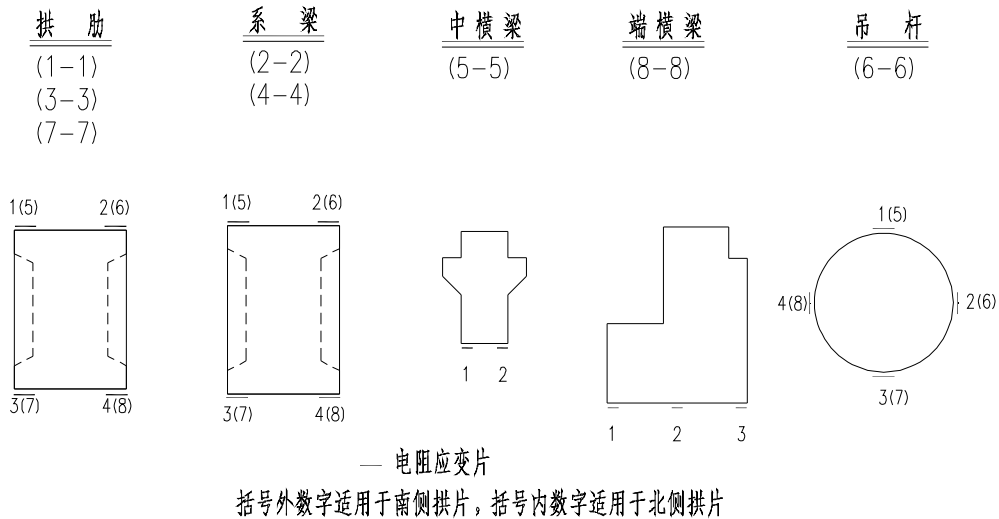 拱 肋
系 梁
中横梁
端横梁
吊 杆
(1-1)
(3-3)
(7-7)
(2-2)
(4-4)
(5-5)
(8-8)
(6-6)
1(5) 2(6)
3(7) 4(8)
1(5) 2(6)
3(7) 4(8)
1 2
1 2 3
1(5)
4(8) 2(6)
3(7)
— 电阻应变片
括号外数字适用于南侧拱片，括号内数字适用于北侧拱片